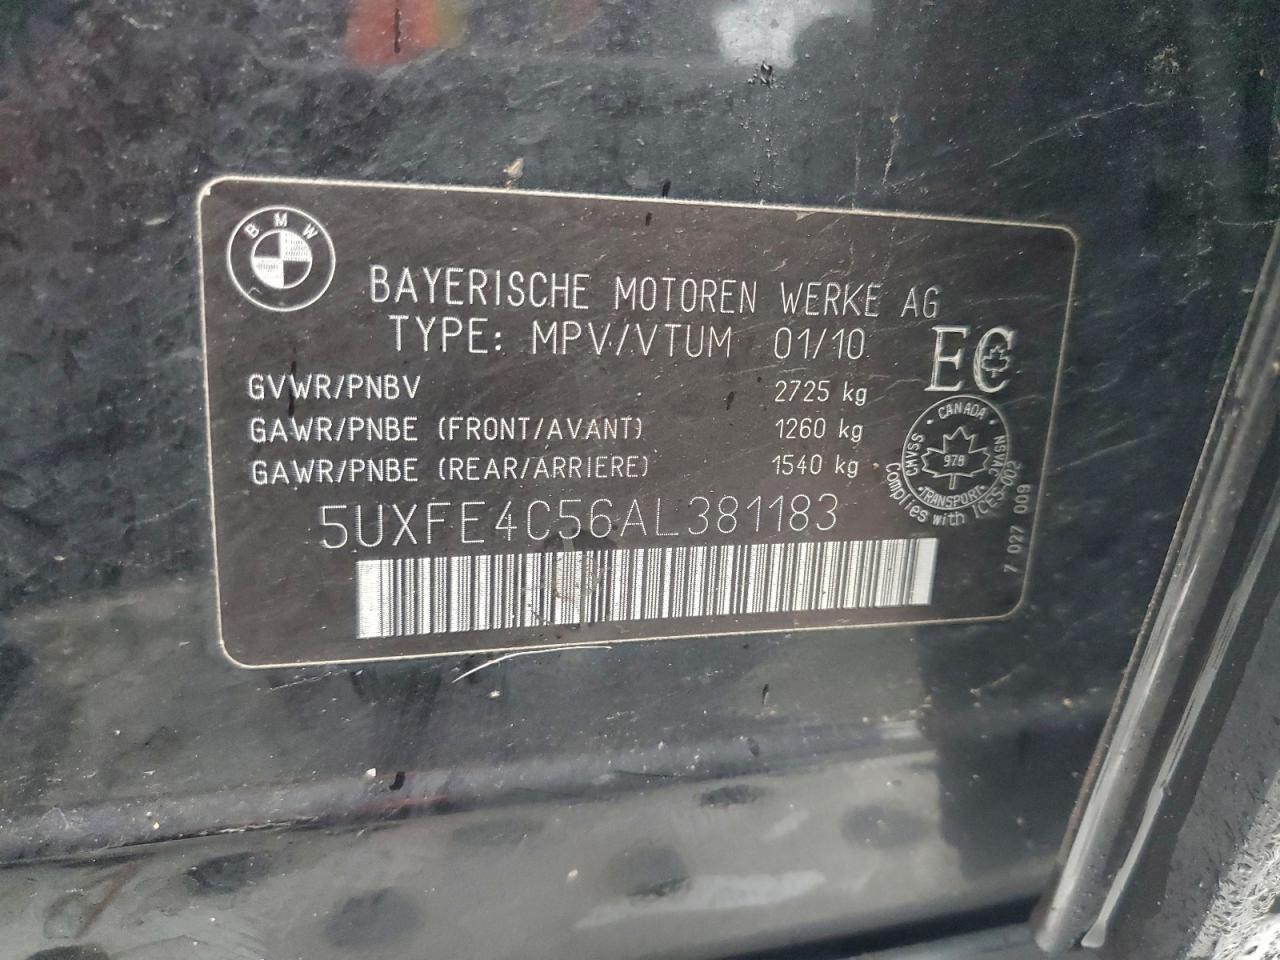 BMW
BAYERISCHE MOTOREN WERKE AG
TYPE: MPV/VTUM 01/10
EC
GVWR/PNBV 2725 kg
GAWR/PNBE (FRONT/AVANT) 1260 kg
GAWR/PNBE (REAR/ARRIERE) 1540 kg
5UXFE4C56AL381183
CANADA
CMVSS NSVAC
978
TRANSPORT
Complies with ICES-002
7 027 009